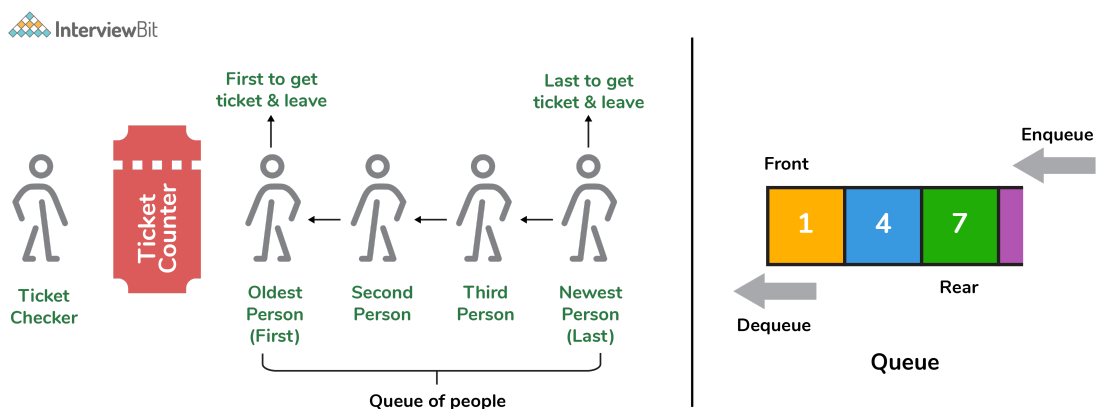 InterviewBit
First to get
ticket & leave
Last to get
ticket & leave
Ticket
Counter
Ticket
Checker
Oldest
Person
(First)
Second
Person
Third
Person
Newest
Person
(Last)
Queue of people
Enqueue
Front
1 4 7
Rear
Dequeue
Queue